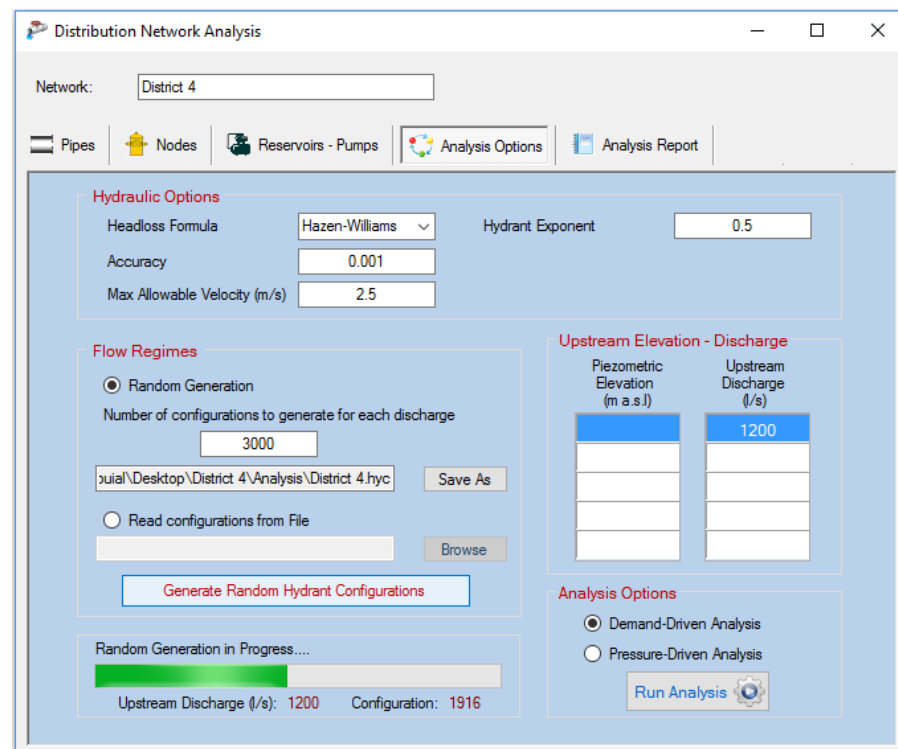 Distribution Network Analysis
Network: District 4
Pipes Nodes Reservoirs - Pumps Analysis Options Analysis Report
Hydraulic Options
Headloss Formula Hazen-Williams Hydrant Exponent 0.5
Accuracy 0.001
Max Allowable Velocity (m/s) 2.5
Flow Regimes
Random Generation
Number of configurations to generate for each discharge
3000
ouial\Desktop\District 4\Analysis\District 4.hyc Save As
Read configurations from File
Browse
Generate Random Hydrant Configurations
Random Generation in Progress....
Upstream Discharge (l/s): 1200 Configuration: 1916
Upstream Elevation - Discharge
Piezometric Elevation (m a.s.l)
Upstream Discharge (l/s)
1200
Analysis Options
Demand-Driven Analysis
Pressure-Driven Analysis
Run Analysis